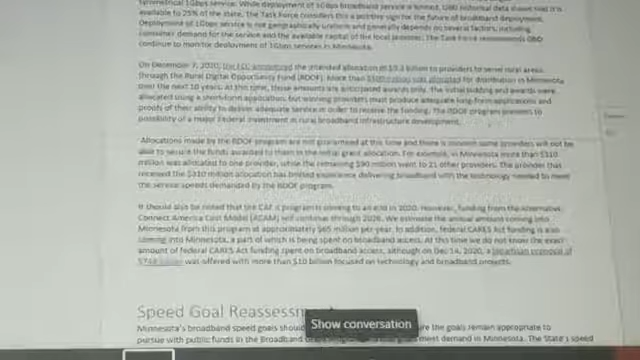 symmetrical 1Gbps service. While deployment of 1Gbps broadband service is limited, OBD historical data shows that it is
available to 25% of the state. The Task Force considers this a positive sign for the future of broadband deployment.
Deployment of 1Gbps service is not geographically uniform and generally depends on several factors, including
consumer demand for the service and the available capital of the local provider. The Task Force recommends OBD
continue to monitor deployment of 1Gbps services in Minnesota.
On December 7, 2020, the FCC announced the intended allocation of $9.2 billion to providers to serve rural areas
through the Rural Digital Opportunity Fund (RDOF). More than was allocated for distribution in Minnesota
over the next 10 years. At this time, those amounts are anticipated awards only. The initial bidding and awards were
allocated using a short-form application, but winning providers must produce adequate long-form applications and
proofs of their ability to deliver adequate service in order to receive the funding. The RDOF program presents to
possibility of a major federal investment in rural broadband infrastructure development.
Allocations made by the RDOF program are not guaranteed at this time and there is concern some providers will not be
able to secure the funds awarded to them in the initial grant allocation. For example, in Minnesota more than $310
million was allocated to one provider, while the remaining $90 million went to 21 other providers. The provider that
received the $310 million allocation has limited experience delivering broadband with the technology needed to meet
the service speeds demanded by the RDOF program.
It should also be noted that the CAF II program is coming to an end in 2020. However, funding from the Alternative
Connect America Cost Model (ACAM) will continue through 2028. We estimate the annual amount coming into
Minnesota from this program at approximately $65 million per year. In addition, federal CARES Act funding is also
coming into Minnesota, a part of which is being spent on broadband access. At this time we do not know the exact
amount of federal CARES Act funding spent on broadband access, although on Dec 14, 2020, a bipartisan proposal of
$748 billion was offered with more than $10 billion focused on technology and broadband projects.
Speed Goal Reassessm
Minnesota's broadband speed goals shoul re the goals remain appropriate to
Show conversation
pursue with public funds in the Broadband meet demand in Minnesota. The State's speed